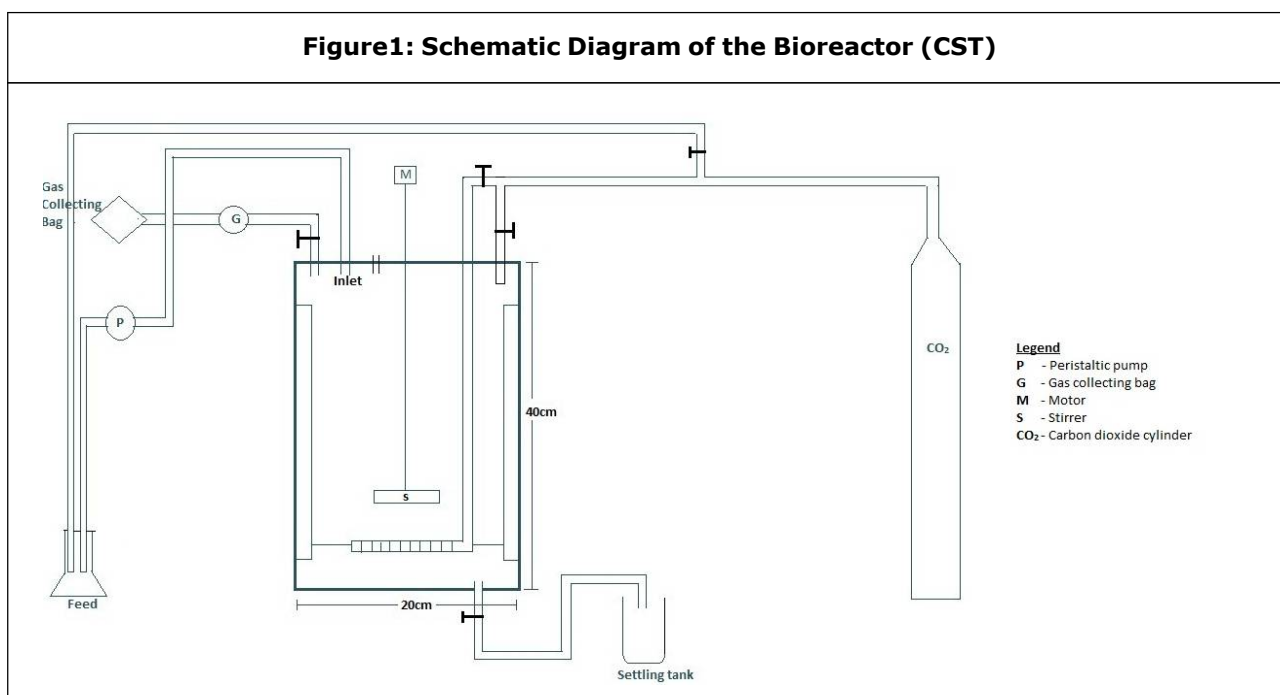 Figure1: Schematic Diagram of the Bioreactor (CST)
Gas
Collecting
Bag
G
M
Inlet
P
CO₂
40cm
S
20cm
Feed
Settling tank
Legend
P - Peristaltic pump
G - Gas collecting bag
M - Motor
S - Stirrer
CO₂ - Carbon dioxide cylinder